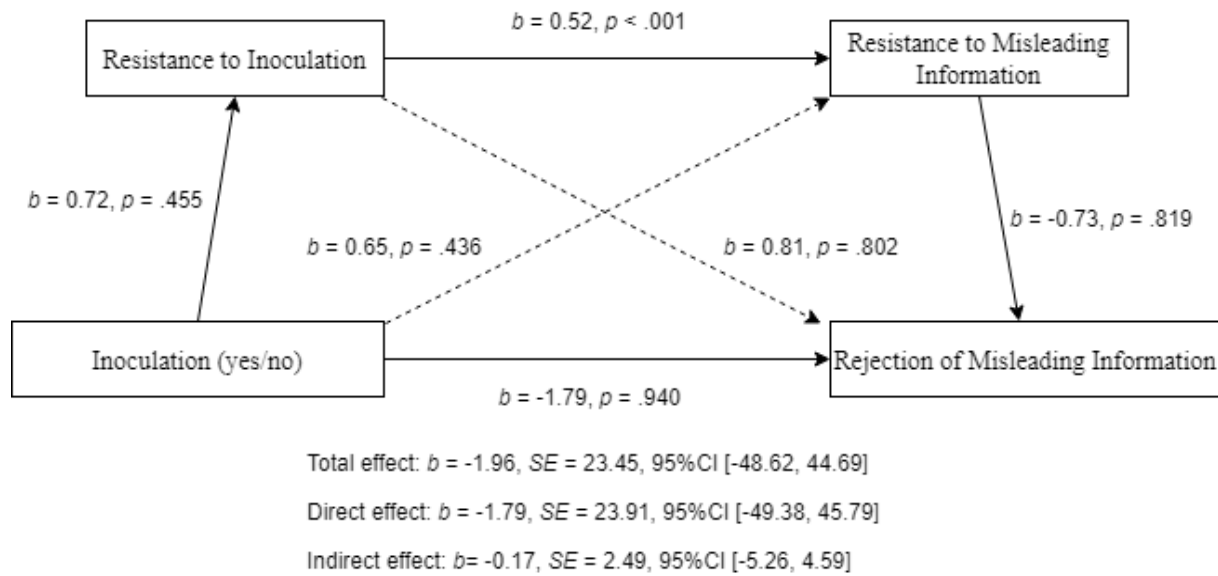 b = 0.52, p < .001
Resistance to Inoculation
Resistance to Misleading
Information
b = 0.72, p = .455
b = 0.65, p = .436
b = 0.81, p = .802
b = -0.73, p = .819
Inoculation (yes/no)
Rejection of Misleading Information
b = -1.79, p = .940
Total effect: b = -1.96, SE = 23.45, 95%CI [-48.62, 44.69]
Direct effect: b = -1.79, SE = 23.91, 95%CI [-49.38, 45.79]
Indirect effect: b= -0.17, SE = 2.49, 95%CI [-5.26, 4.59]